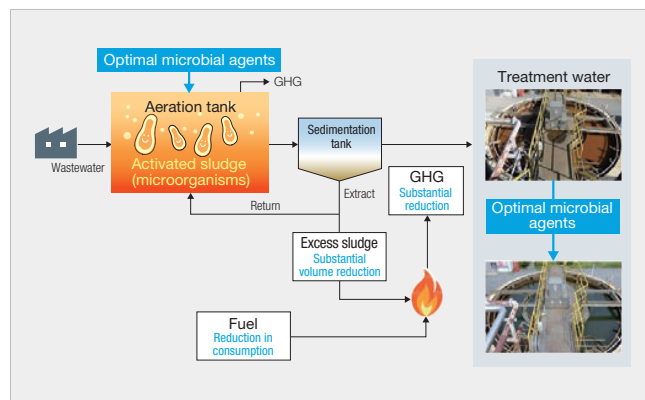 Optimal microbial agents
GHG
Aeration tank
Activated sludge
(microorganisms)
Wastewater
Sedimentation
tank
Extract
Return
GHG
Substantial
reduction
Excess sludge
Substantial
volume reduction
Fuel
Reduction in
consumption
Treatment water
Optimal microbial
agents